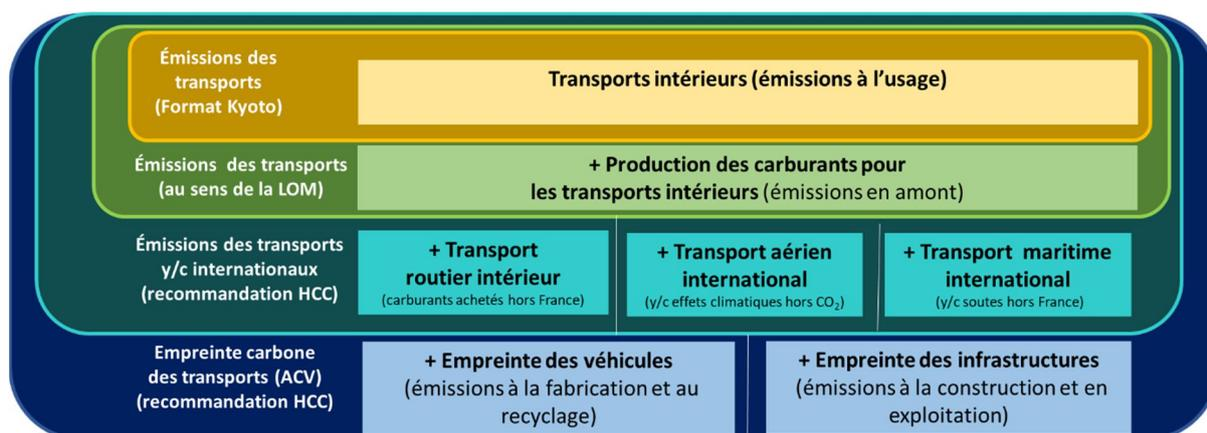 Émissions des
transports
(Format Kyoto)
Transports intérieurs (émissions à l’usage)
Émissions des transports
(au sens de la LOM)
+ Production des carburants pour
les transports intérieurs (émissions en amont)
Émissions des transports
y/c internationaux
(recommandation HCC)
+ Transport
routier intérieur
(carburants achetés hors France)
+ Transport aérien
international
(y/c effets climatiques hors CO₂)
+ Transport maritime
international
(y/c soutes hors France)
Empreinte carbone
des transports (ACV)
(recommandation HCC)
+ Empreinte des véhicules
(émissions à la fabrication et au
recyclage)
+ Empreinte des infrastructures
(émissions à la construction et en
exploitation)